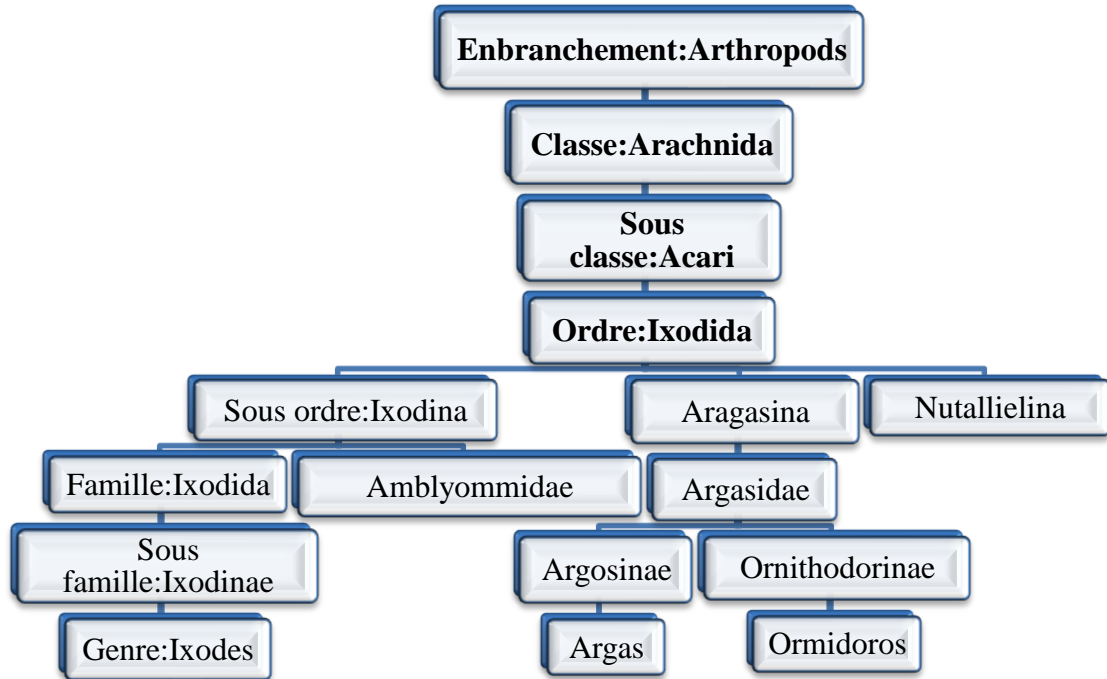 Enbranchement:Arthropods
Classe:Arachnida
Sous
classe:Acari
Ordre:Ixodida
Sous ordre:Ixodina
Aragasina
Nutallielina
Famille:Ixodida
Amblyommidae
Argasidae
Sous
famille:Ixodinae
Argosinae
Ornithodorinae
Genre:Ixodes
Argas
Ormidoros